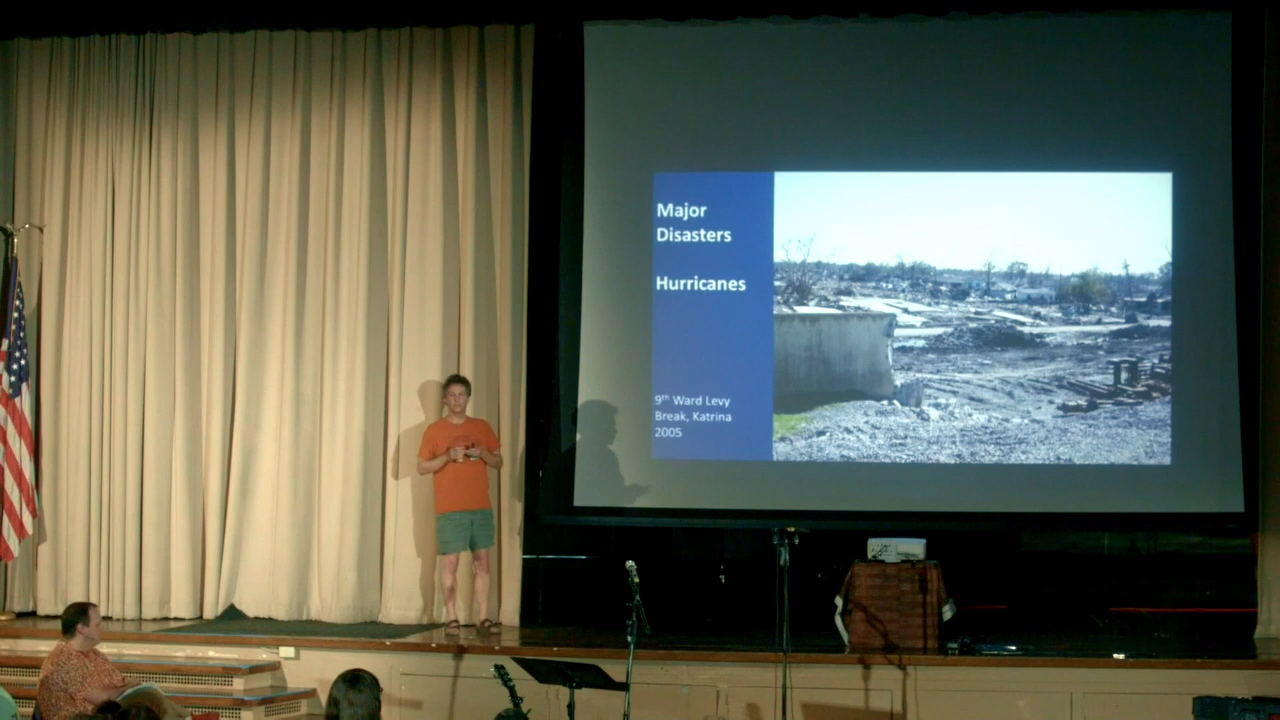 Major
Disasters
Hurricanes
9th Ward Levy
Break, Katrina
2005